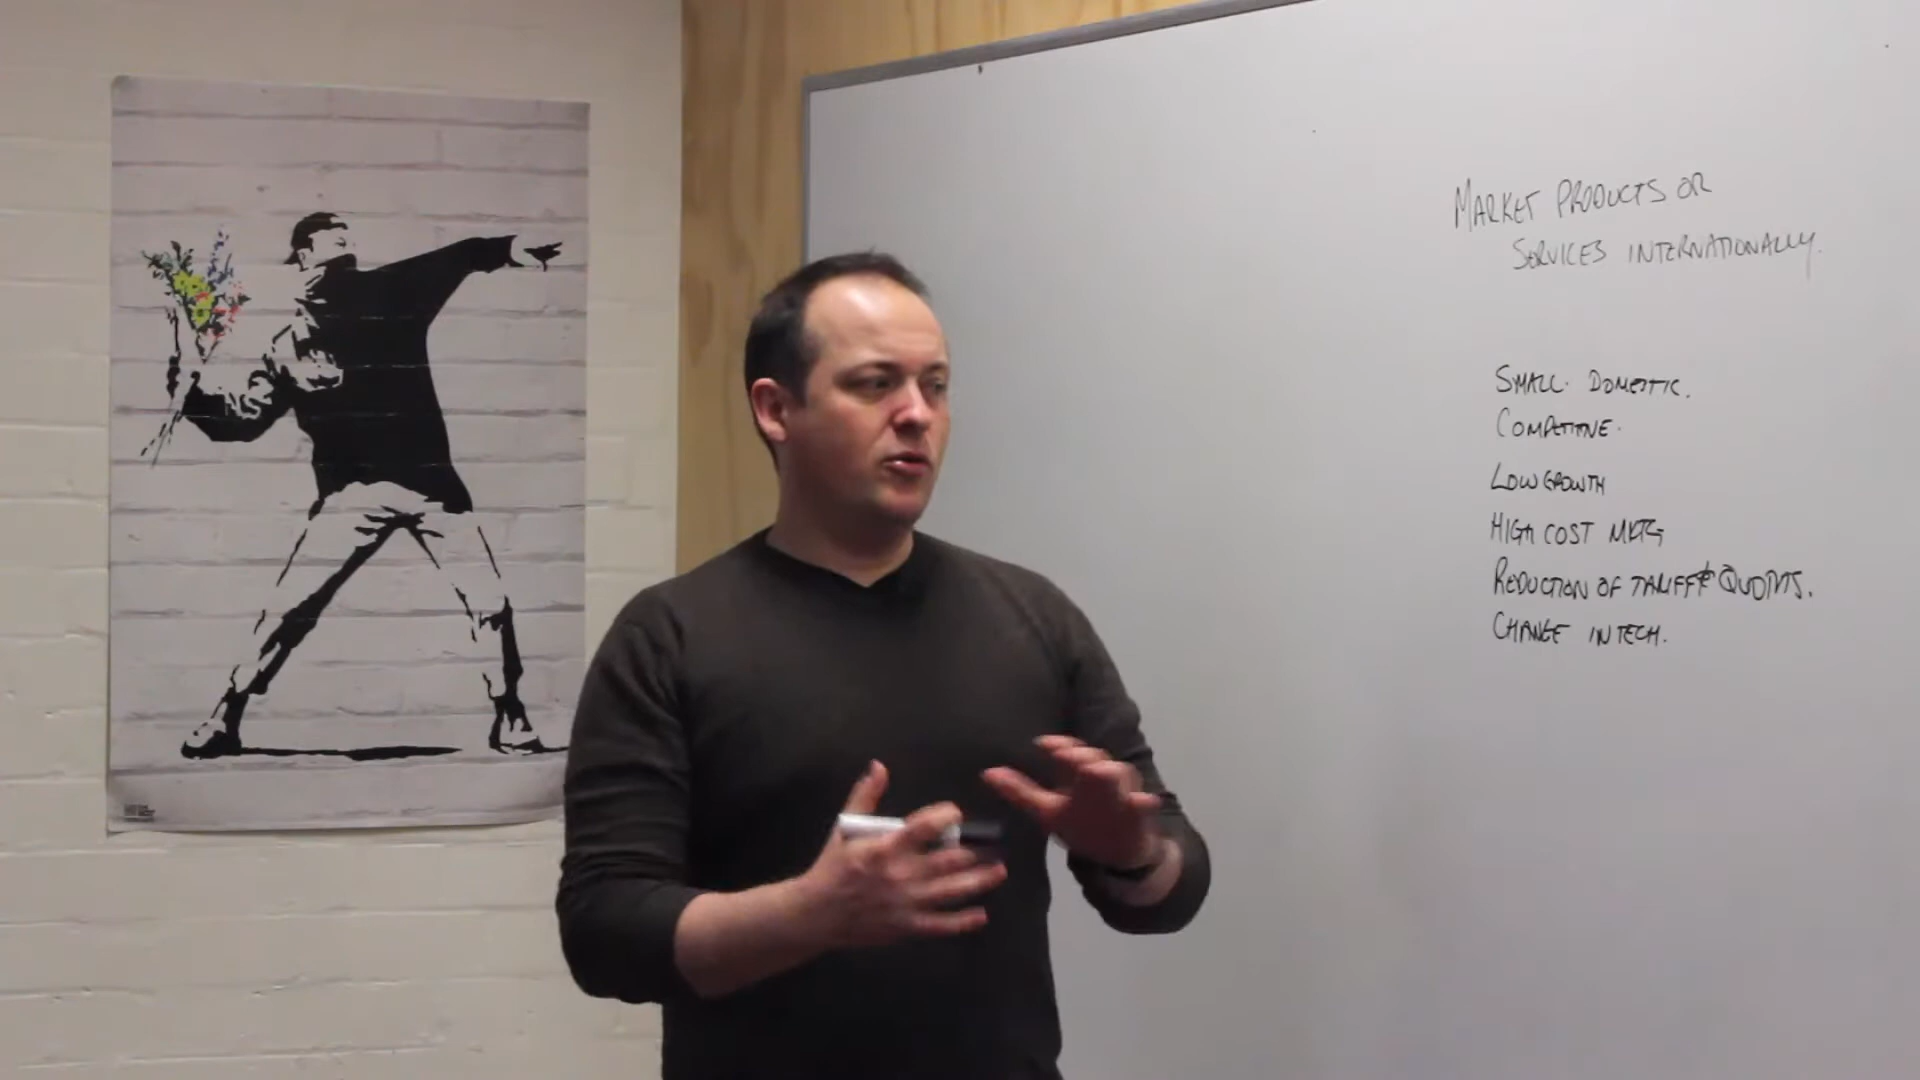 MARKET PRODUCTS OR
SERVICES INTERNATIONALLY.
SMALL DOMESTIC.
COMPETITIVE.
LOW GROWTH
HIGH COST MKTG
REDUCTION OF TARIFF & QUOTAS.
CHANGE IN TECH.